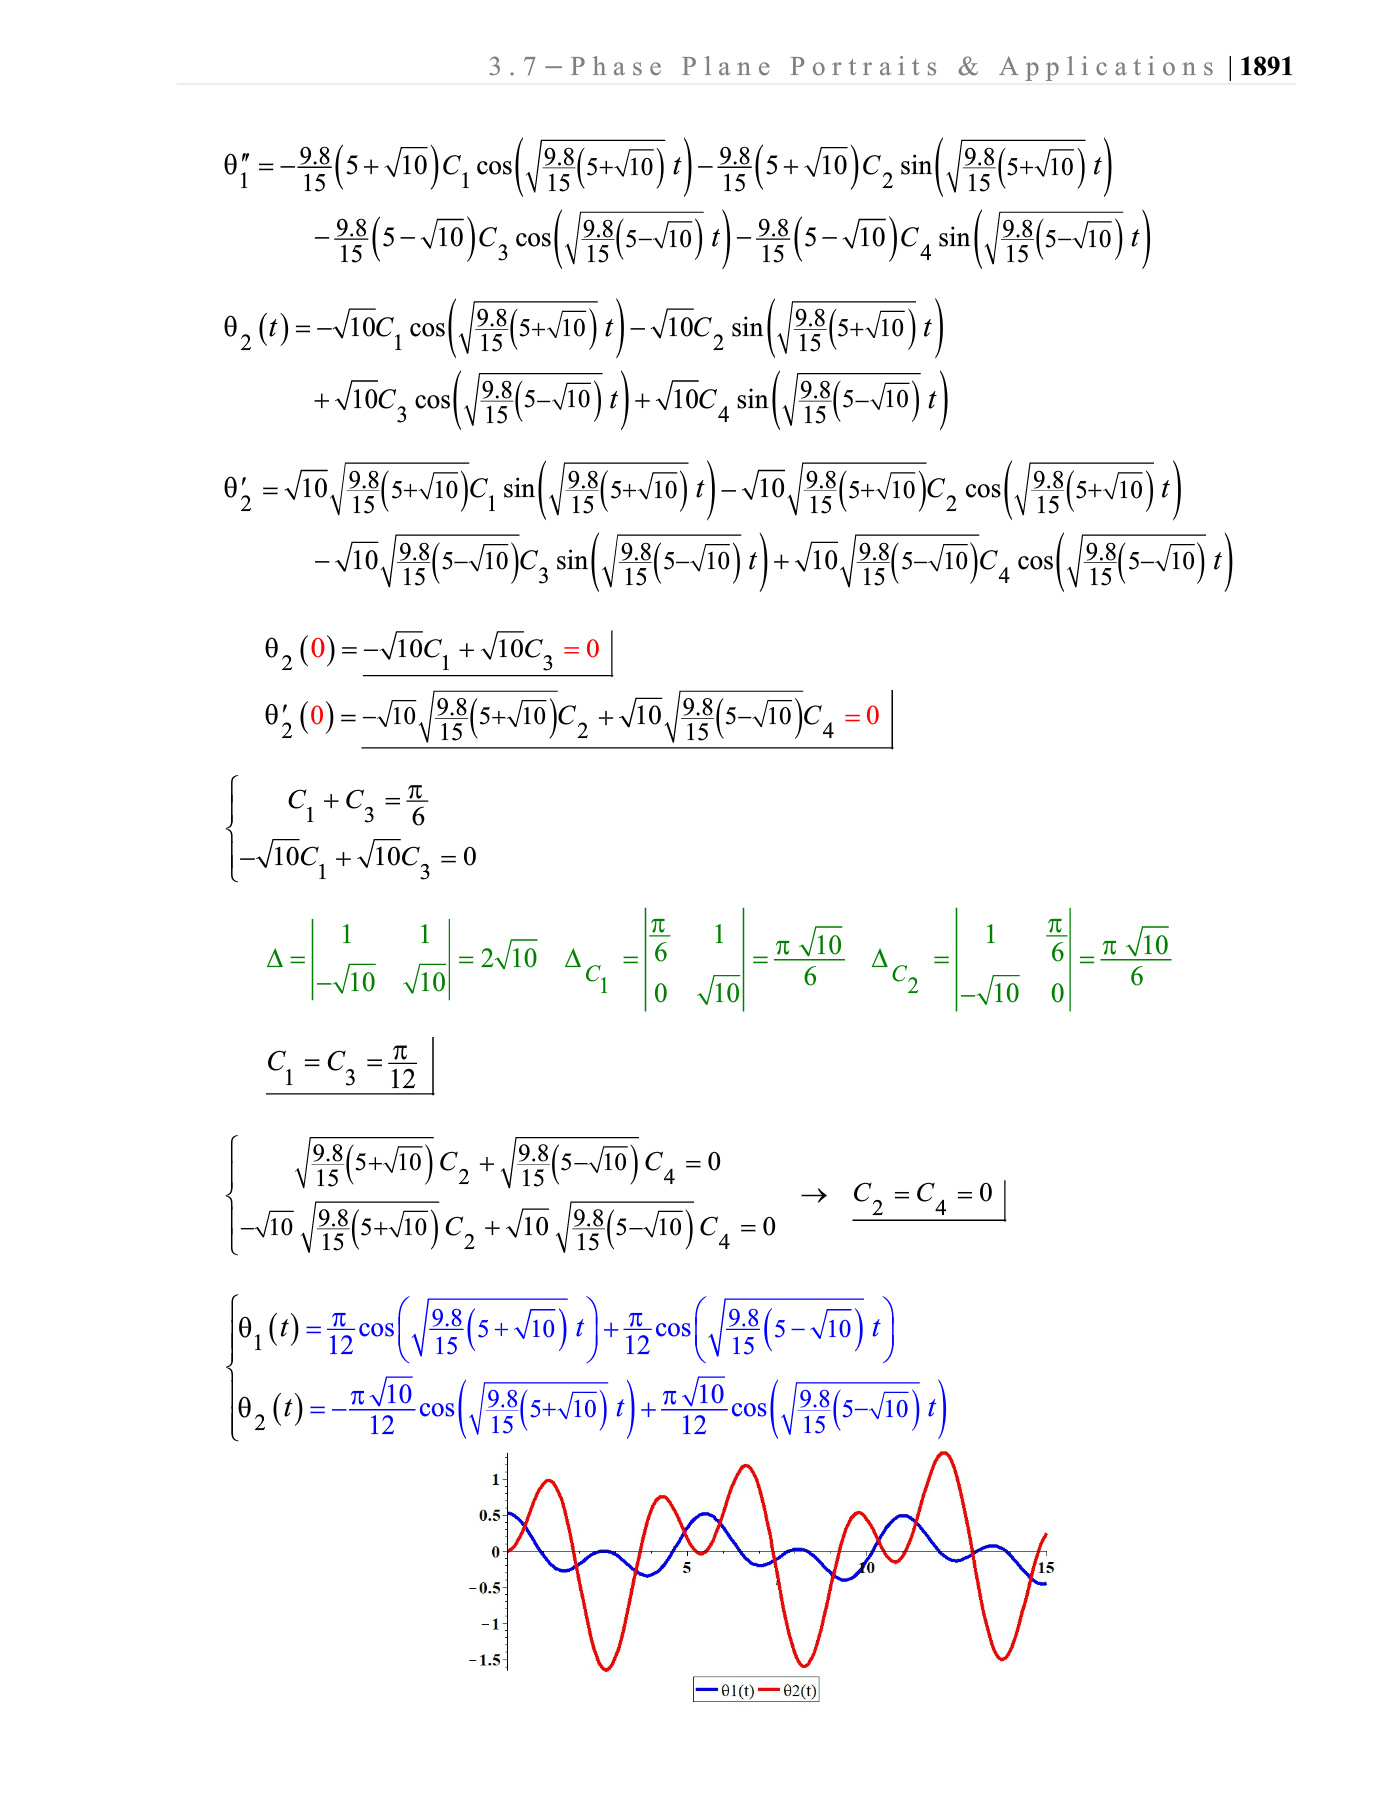 3.7–Phase Plane Portraits & Applications | 1891
θ₁″ = −9.8/15(5+√10)C₁ cos(√(9.8/15(5+√10)) t) − 9.8/15(5+√10)C₂ sin(√(9.8/15(5+√10)) t)
−9.8/15(5−√10)C₃ cos(√(9.8/15(5−√10)) t) − 9.8/15(5−√10)C₄ sin(√(9.8/15(5−√10)) t)
θ₂(t) = −√10C₁ cos(√(9.8/15(5+√10)) t) − √10C₂ sin(√(9.8/15(5+√10)) t)
+√10C₃ cos(√(9.8/15(5−√10)) t) + √10C₄ sin(√(9.8/15(5−√10)) t)
θ₂′ = √10√(9.8/15(5+√10))C₁ sin(√(9.8/15(5+√10)) t) − √10√(9.8/15(5+√10))C₂ cos(√(9.8/15(5+√10)) t)
−√10√(9.8/15(5−√10))C₃ sin(√(9.8/15(5−√10)) t) + √10√(9.8/15(5−√10))C₄ cos(√(9.8/15(5−√10)) t)
θ₂(0) = −√10C₁ + √10C₃ = 0
θ₂′(0) = −√10√(9.8/15(5+√10))C₂ + √10√(9.8/15(5−√10))C₄ = 0
{ C₁ + C₃ = π/6
−√10C₁ + √10C₃ = 0
Δ = |1 1; −√10 √10| = 2√10 Δ_C₁ = |π/6 1; 0 √10| = π√10/6 Δ_C₂ = |1 π/6; −√10 0| = π√10/6
C₁ = C₃ = π/12
{ √(9.8/15(5+√10)) C₂ + √(9.8/15(5−√10)) C₄ = 0
−√10 √(9.8/15(5+√10)) C₂ + √10 √(9.8/15(5−√10)) C₄ = 0 → C₂ = C₄ = 0
{ θ₁(t) = π/12 cos(√(9.8/15(5+√10)) t) + π/12 cos(√(9.8/15(5−√10)) t)
θ₂(t) = −π√10/12 cos(√(9.8/15(5+√10)) t) + π√10/12 cos(√(9.8/15(5−√10)) t)
1
0.5
0
5 10 15
−0.5
−1
−1.5
θ1(t) θ2(t)